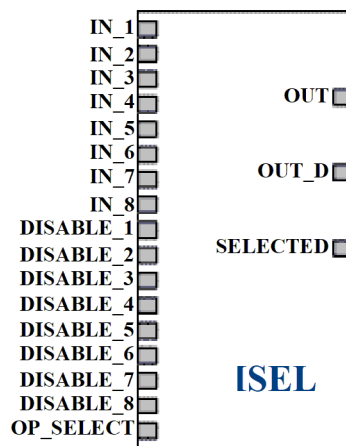 IN_1
IN_2
IN_3
IN_4
IN_5
IN_6
IN_7
IN_8
DISABLE_1
DISABLE_2
DISABLE_3
DISABLE_4
DISABLE_5
DISABLE_6
DISABLE_7
DISABLE_8
OP_SELECT
OUT
OUT_D
SELECTED
[SEL